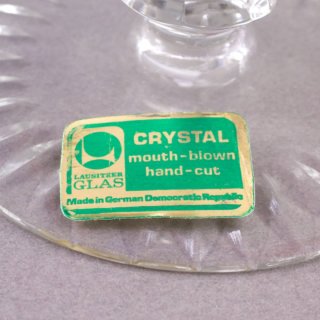 CRYSTAL
mouth-blown
hand-cut
LAUSITZER
GLAS
Made in German Democratic Republic